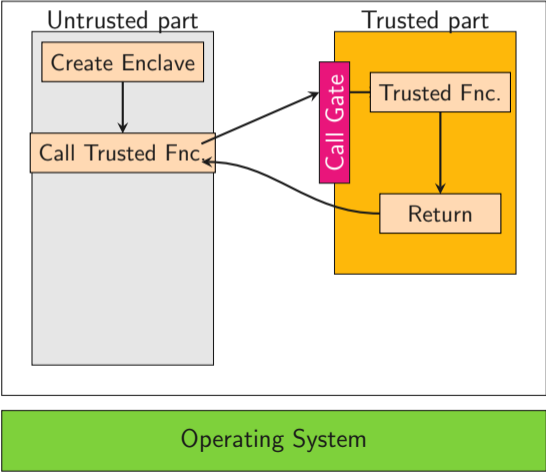 Untrusted part
Trusted part
Create Enclave
Call Gate
Trusted Fnc.
Call Trusted Fnc.
Return
Operating System